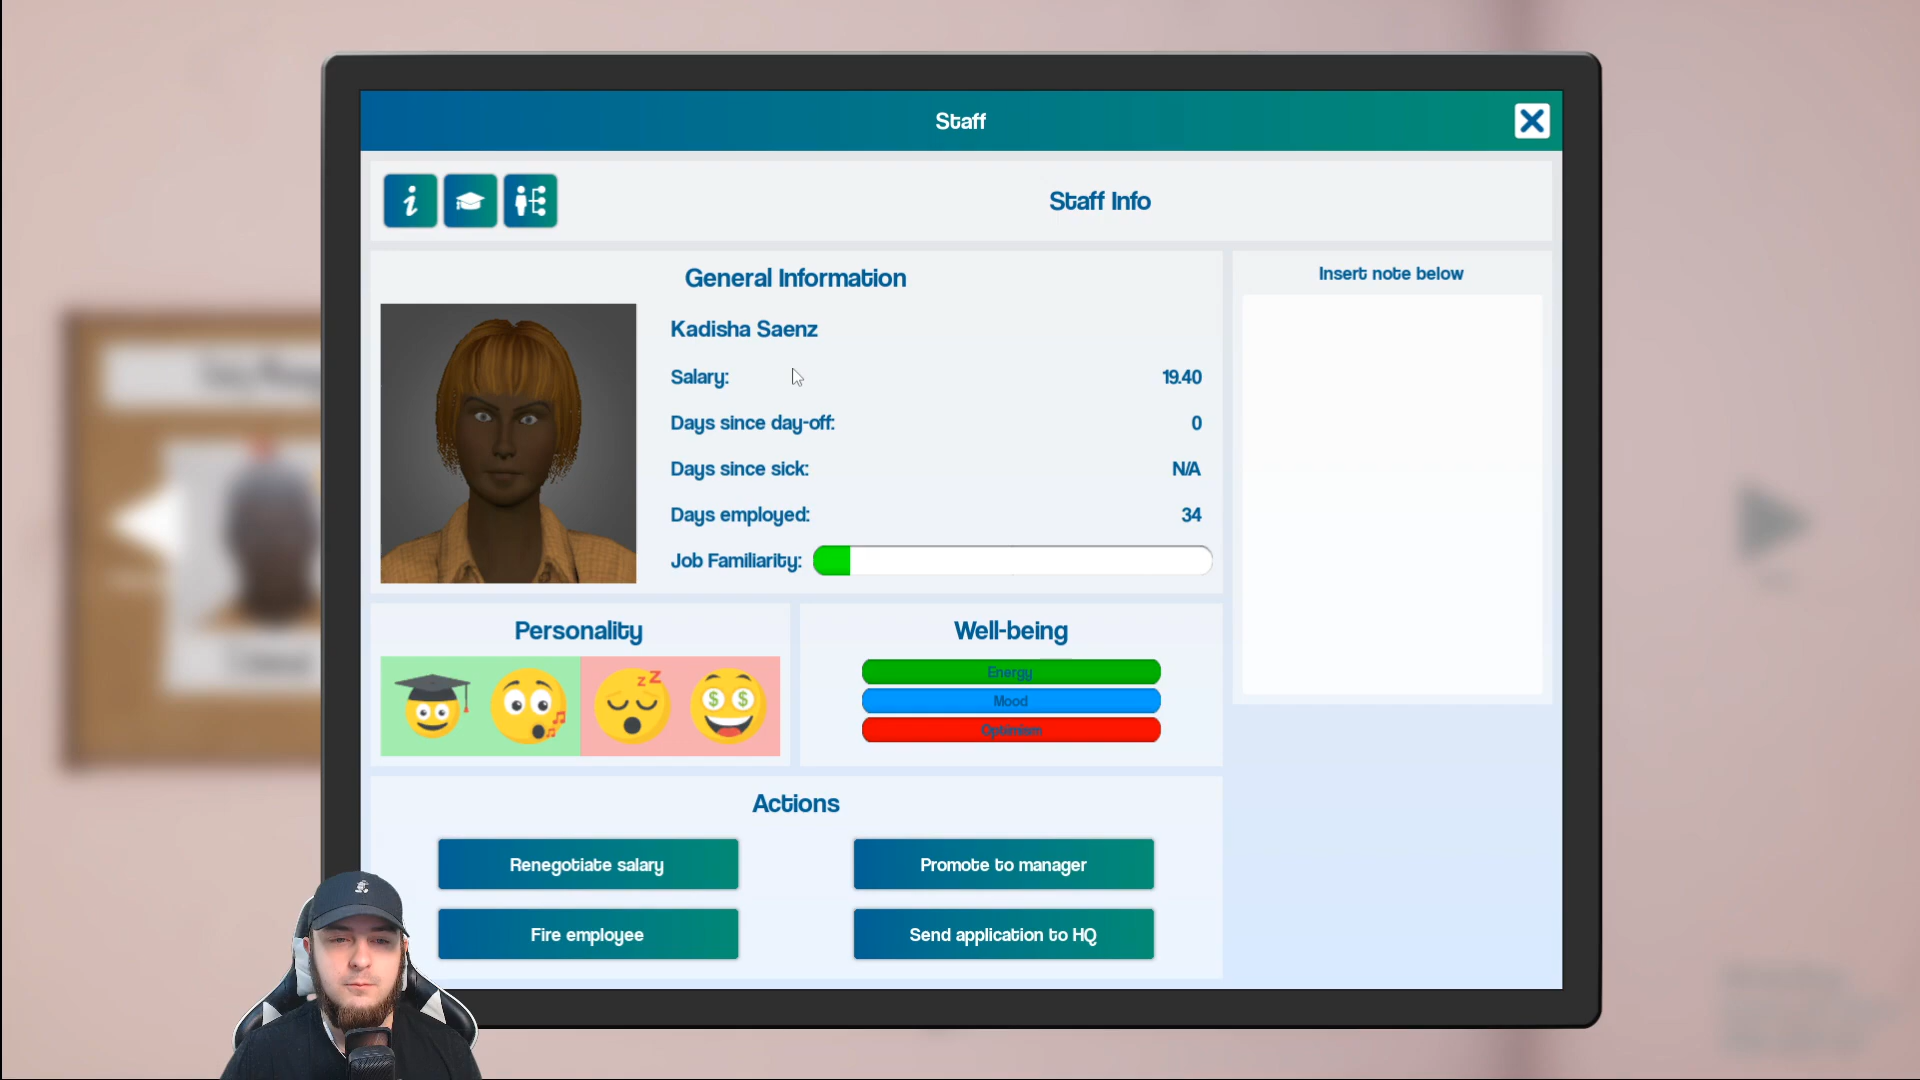 Staff
Staff Info
General Information
Insert note below
Kadisha Saenz
Salary: 19.40
Days since day-off: 0
Days since sick: N/A
Days employed: 34
Job Familiarity:
Personality
Well-being
Energy
Mood
Optimism
Actions
Renegotiate salary
Promote to manager
Fire employee
Send application to HQ